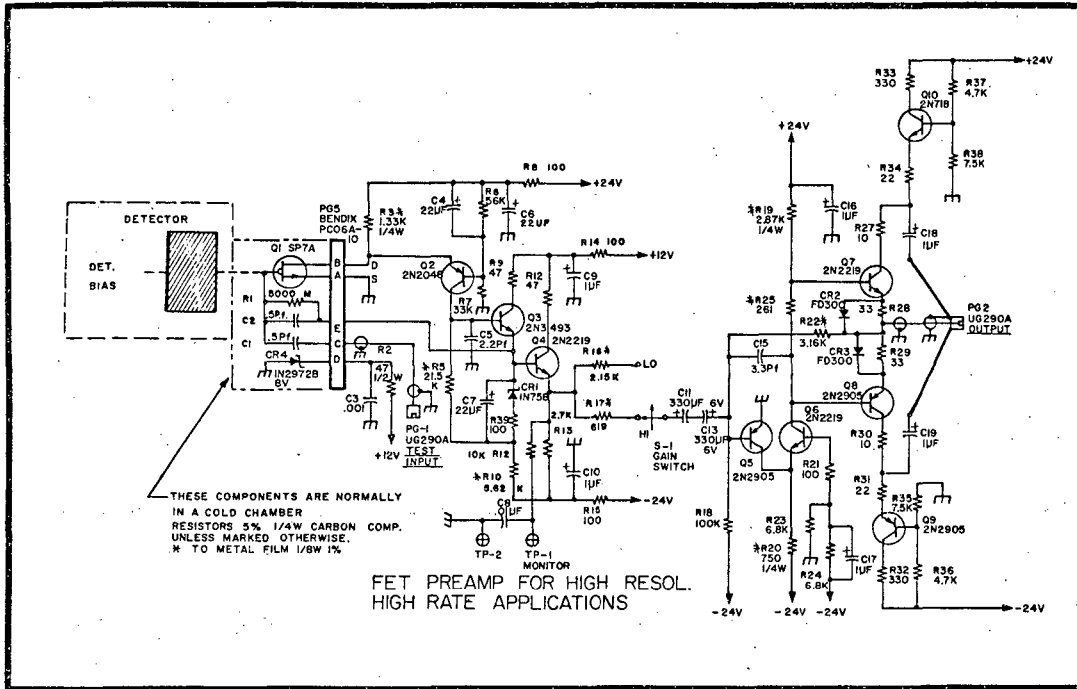 DETECTOR
DET.
BIAS
PG5
BENDIX
PC06A-
10
Q1 SP7A
R1
5000 M
C2
.5Pf.
C1
.5Pf
CR4
IN2972B
8V
B
A
E
C
D
D
S
R3*
1.33K
1/4W
C4
22UF
R6
56K
C6
22UF
R8 100
+24V
Q2
2N2048
R9
47
R7
33K
R12
47
R14 100
+12V
C9
1UF
Q3
2N3493
Q4
2N2219
C5
2.2Pf
R2
47
1/2W
C3
.001
+12V
*R5
21.5
K
PG-1
UG290A
TEST
INPUT
C7
22UF
CR1
IN758
R39
100
10K R12
*R10
6.62 K
2.7K
R13
C10
1UF
R15
100
-24V
C8
UF
TP-2
TP-1
MONITOR
R16*
2.15K
LO
R17*
619
HI
S-1
GAIN
SWITCH
C11
330UF
6V
C13
330UF
6V
+24V
*R19
2.87K
1/4W
C16
1UF
*R25
261
R22*
3.16K
C15
3.3Pf
Q5
2N2905
Q6
2N2219
R18
100K
R21
100
R23
6.8K
*R20
750
1/4W
R24
6.8K
C17
1UF
-24V
-24V
-24V
R33
330
Q10
2N718
R37
4.7K
+24V
R38
7.5K
R34
22
R27
10
C18
1UF
Q7
2N2219
CR2
FD300
R28
33
CR3
FD300
R29
33
PG2
UG290A
OUTPUT
Q8
2N2905
R30
10
C19
1UF
R31
22
R35
7.5K
Q9
2N2905
R32
330
R36
4.7K
-24V
THESE COMPONENTS ARE NORMALLY
IN A COLD CHAMBER
RESISTORS 5% 1/4W CARBON COMP.
UNLESS MARKED OTHERWISE.
* TO METAL FILM 1/8W 1%
FET PREAMP FOR HIGH RESOL.
HIGH RATE APPLICATIONS